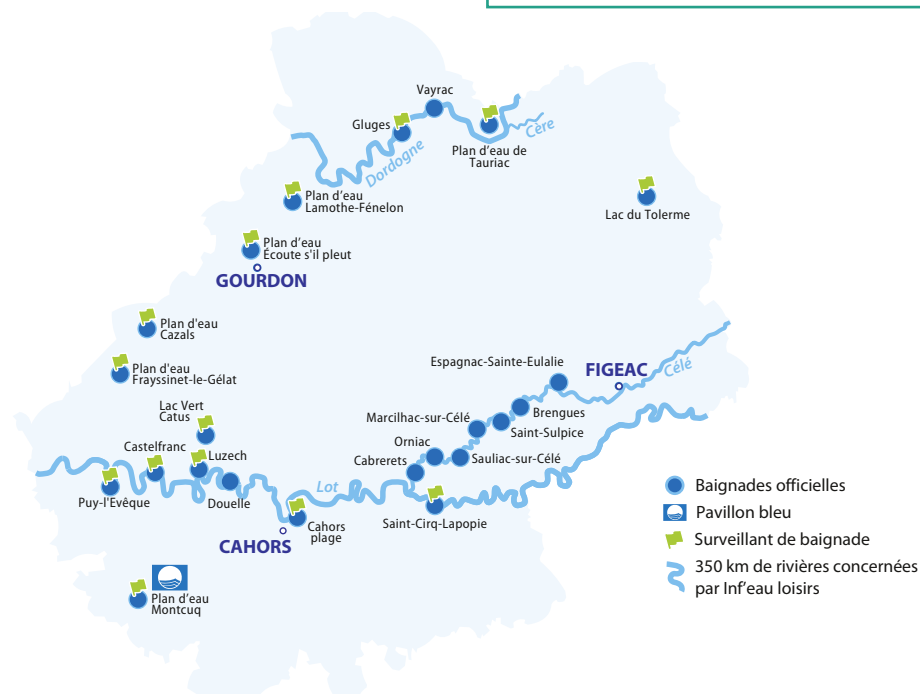 Vayrac
Gluges
Cère
Plan d'eau de
Tauriac
Dordogne
Plan d'eau
Lamothe-Fénelon
Lac du Tolerme
Plan d'eau
Écoute s'il pleut
GOURDON
Plan d'eau
Cazals
Plan d'eau
Frayssinet-le-Gélat
Espagnac-Sainte-Eulalie
FIGEAC
Célé
Lac Vert
Catus
Marcilhac-sur-Célé
Brengues
Saint-Sulpice
Castelfranc
Luzech
Orniac
Cabrerets
Sauliac-sur-Célé
Puy-l'Evêque
Douelle
Lot
Saint-Cirq-Lapopie
Cahors
plage
CAHORS
Plan d'eau
Montcuq
Baignades officielles
Pavillon bleu
Surveillant de baignade
350 km de rivières concernées
par Inf'eau loisirs